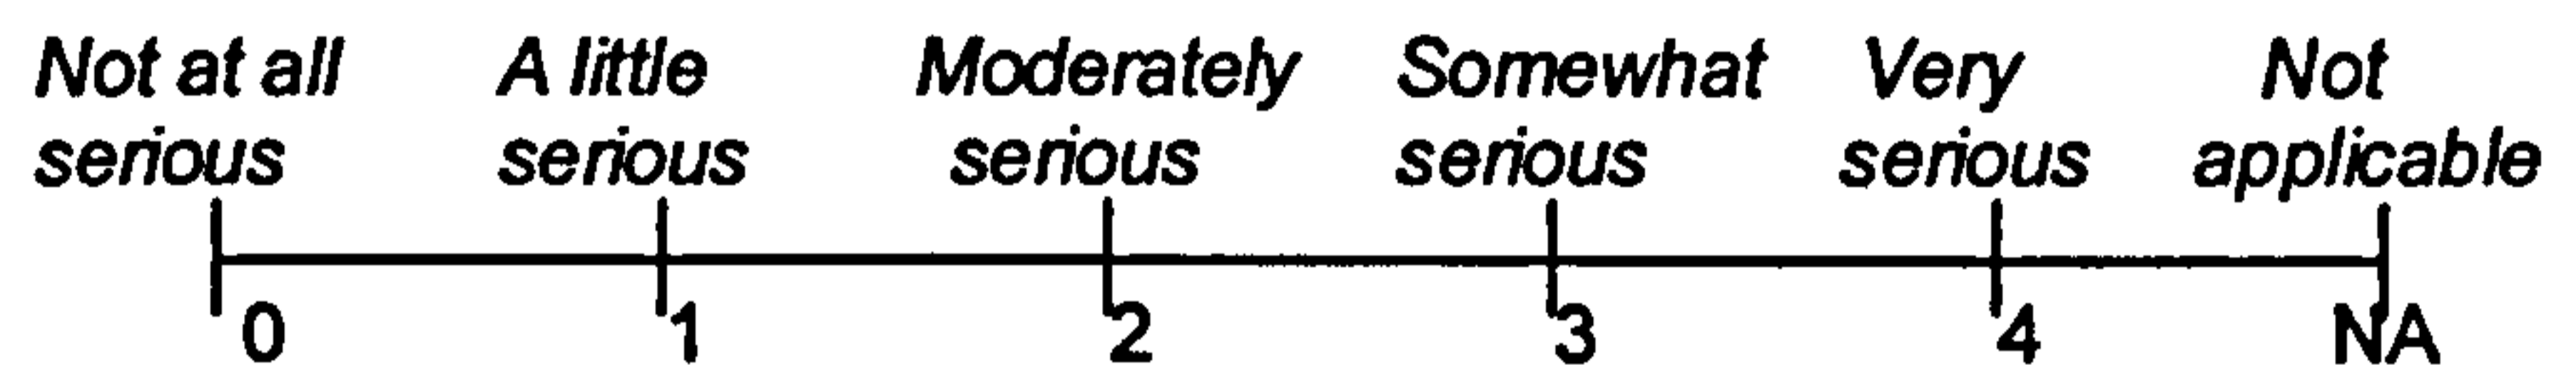 Not at all A little Moderately Somewhat Very Not
serious serious serious serious serious applicable
0 1 2 3 4 NA